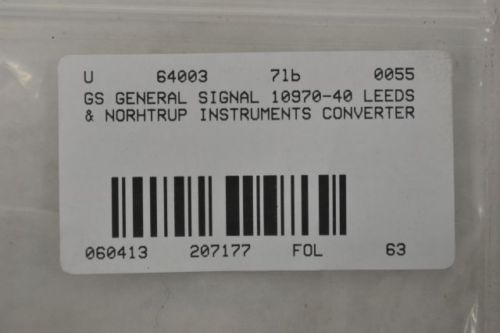 U 64003 71b 0055
GS GENERAL SIGNAL 10970-40 LEEDS
& NORHTRUP INSTRUMENTS CONVERTER
060413 207177 FOL 63